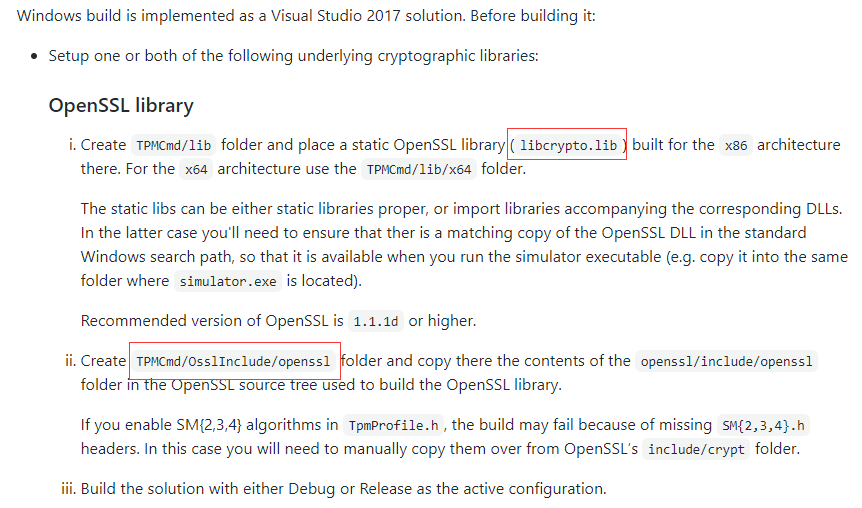 Windows build is implemented as a Visual Studio 2017 solution. Before building it:
• Setup one or both of the following underlying cryptographic libraries:
OpenSSL library
i. Create TPMCmd/lib folder and place a static OpenSSL library ( libcrypto.lib ) built for the x86 architecture
there. For the x64 architecture use the TPMCmd/lib/x64 folder.
The static libs can be either static libraries proper, or import libraries accompanying the corresponding DLLs.
In the latter case you'll need to ensure that ther is a matching copy of the OpenSSL DLL in the standard
Windows search path, so that it is available when you run the simulator executable (e.g. copy it into the same
folder where simulator.exe is located).
Recommended version of OpenSSL is 1.1.1d or higher.
ii. Create TPMCmd/OsslInclude/openssl folder and copy there the contents of the openssl/include/openssl
folder in the OpenSSL source tree used to build the OpenSSL library.
If you enable SM{2,3,4} algorithms in TpmProfile.h , the build may fail because of missing SM{2,3,4}.h
headers. In this case you will need to manually copy them over from OpenSSL's include/crypt folder.
iii. Build the solution with either Debug or Release as the active configuration.